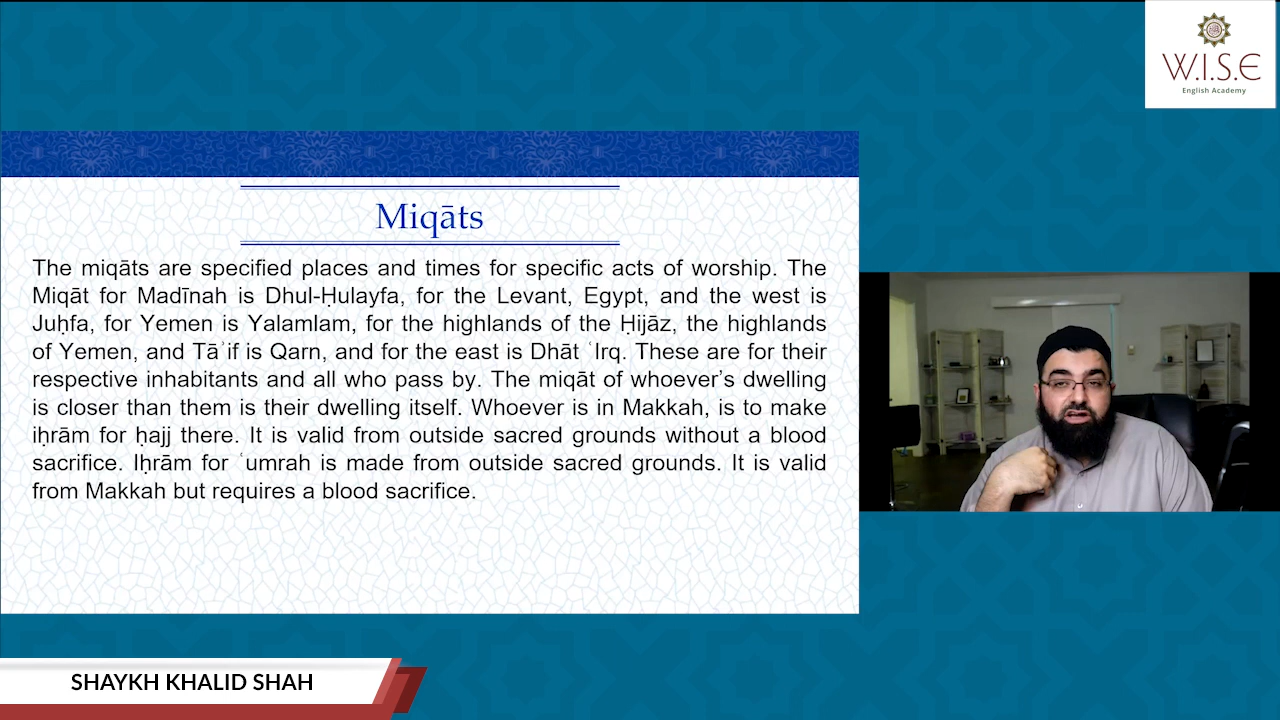 W.I.S.E
English Academy
Miqāts
The miqāts are specified places and times for specific acts of worship. The
Miqāt for Madīnah is Dhul-Ḥulayfa, for the Levant, Egypt, and the west is
Juḥfa, for Yemen is Yalamlam, for the highlands of the Ḥijāz, the highlands
of Yemen, and Tāʾif is Qarn, and for the east is Dhāt ʿIrq. These are for their
respective inhabitants and all who pass by. The miqāt of whoever’s dwelling
is closer than them is their dwelling itself. Whoever is in Makkah, is to make
iḥrām for ḥajj there. It is valid from outside sacred grounds without a blood
sacrifice. Iḥrām for ʿumrah is made from outside sacred grounds. It is valid
from Makkah but requires a blood sacrifice.
SHAYKH KHALID SHAH